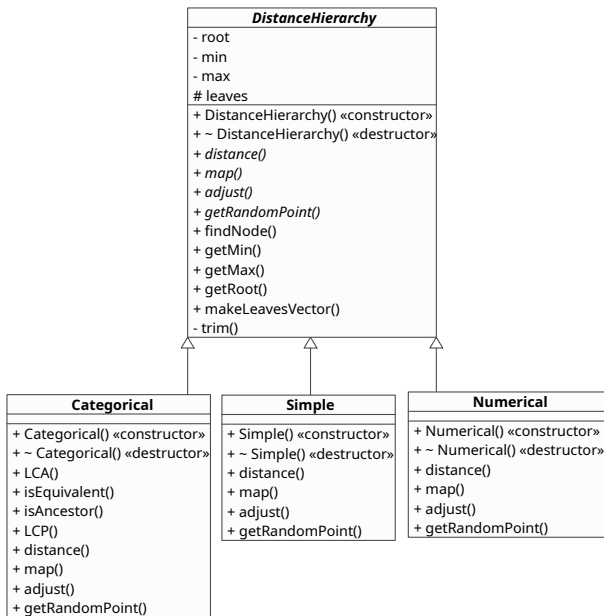 DistanceHierarchy
- root
- min
- max
# leaves
+ DistanceHierarchy() «constructor»
+ ~ DistanceHierarchy() «destructor»
+ distance()
+ map()
+ adjust()
+ getRandomPoint()
+ findNode()
+ getMin()
+ getMax()
+ getRoot()
+ makeLeavesVector()
- trim()
Categorical
+ Categorical() «constructor»
+ ~ Categorical() «destructor»
+ LCA()
+ isEquivalent()
+ isAncestor()
+ LCP()
+ distance()
+ map()
+ adjust()
+ getRandomPoint()
Simple
+ Simple() «constructor»
+ ~ Simple() «destructor»
+ distance()
+ map()
+ adjust()
+ getRandomPoint()
Numerical
+ Numerical() «constructor»
+ ~ Numerical() «destructor»
+ distance()
+ map()
+ adjust()
+ getRandomPoint()